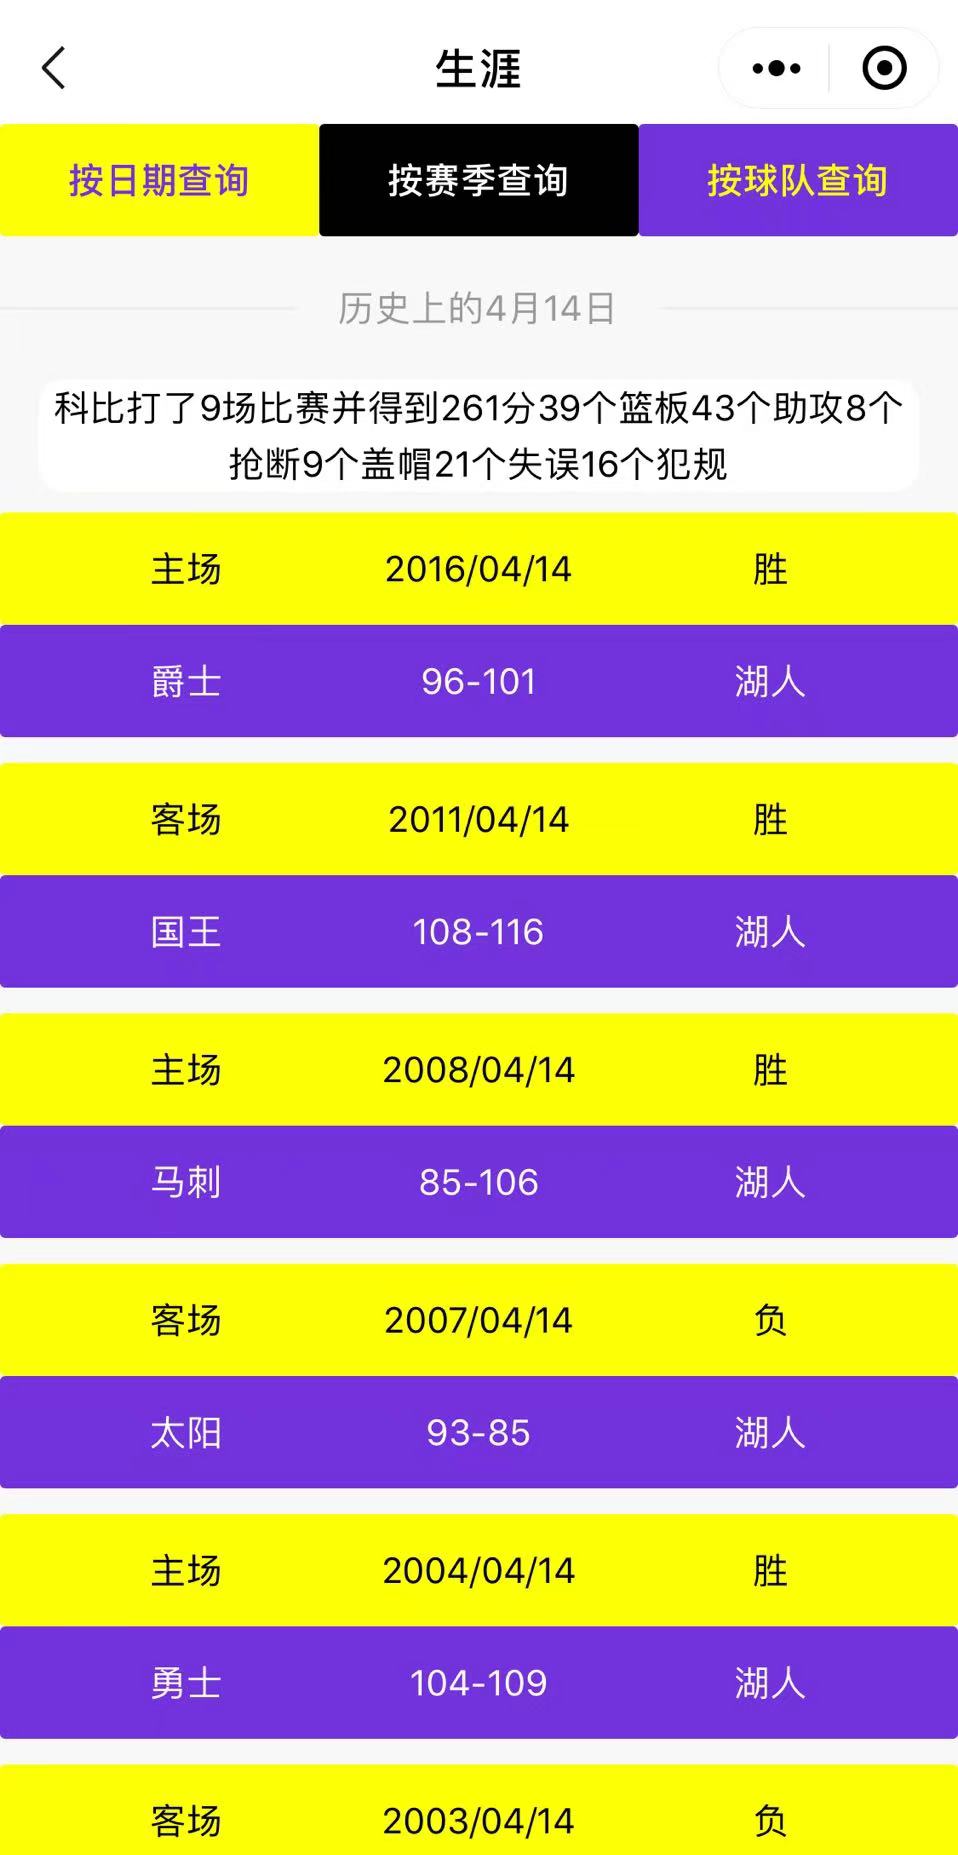 生涯
按日期查询 按赛季查询 按球队查询
历史上的4月14日
科比打了9场比赛并得到261分39个篮板43个助攻8个
抢断9个盖帽21个失误16个犯规
主场 2016/04/14 胜
爵士 96-101 湖人
客场 2011/04/14 胜
国王 108-116 湖人
主场 2008/04/14 胜
马刺 85-106 湖人
客场 2007/04/14 负
太阳 93-85 湖人
主场 2004/04/14 胜
勇士 104-109 湖人
客场 2003/04/14 负